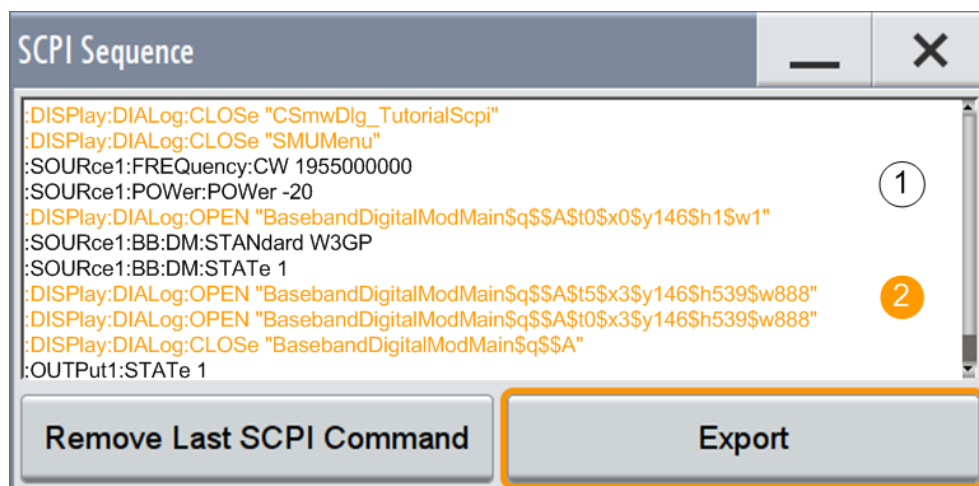 SCPI Sequence
:DISPlay:DIALog:CLOSe "CSmwDlg_TutorialScpi"
:DISPlay:DIALog:CLOSe "SMUMenu"
:SOURce1:FREQuency:CW 1955000000
:SOURce1:POWer:POWer -20
1
:DISPlay:DIALog:OPEN "BasebandDigitalModMain$q$$A$t0$x0$y146$h1$w1"
:SOURce1:BB:DM:STANdard W3GP
:SOURce1:BB:DM:STATe 1
:DISPlay:DIALog:OPEN "BasebandDigitalModMain$q$$A$t5$x3$y146$h539$w888"
2
:DISPlay:DIALog:OPEN "BasebandDigitalModMain$q$$A$t0$x3$y146$h539$w888"
:DISPlay:DIALog:CLOSe "BasebandDigitalModMain$q$$A"
:OUTPut1:STATe 1
Remove Last SCPI Command
Export